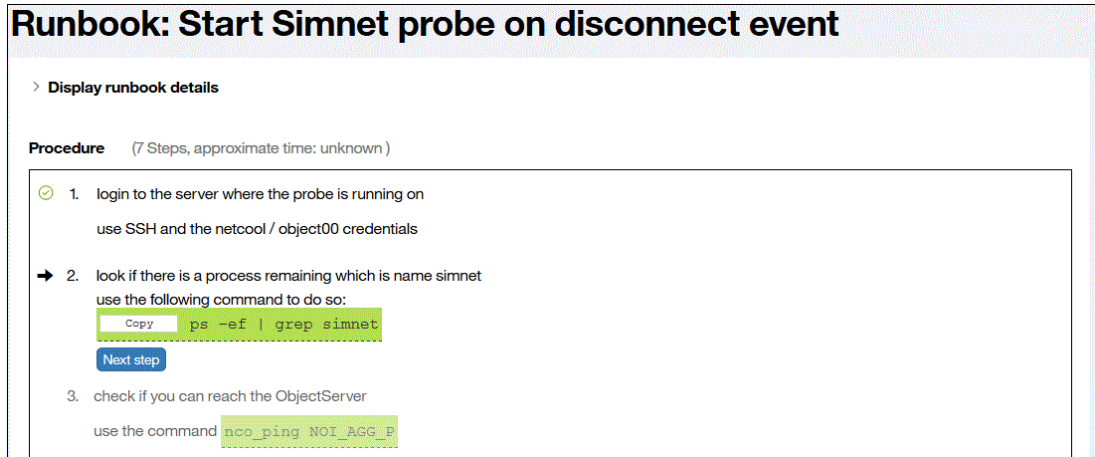 Runbook: Start Simnet probe on disconnect event
Display runbook details
Procedure (7 Steps, approximate time: unknown )
1. login to the server where the probe is running on
use SSH and the netcool / object00 credentials
2. look if there is a process remaining which is name simnet
use the following command to do so:
Copy ps -ef | grep simnet
Next step
3. check if you can reach the ObjectServer
use the command nco_ping NOI_AGG_P